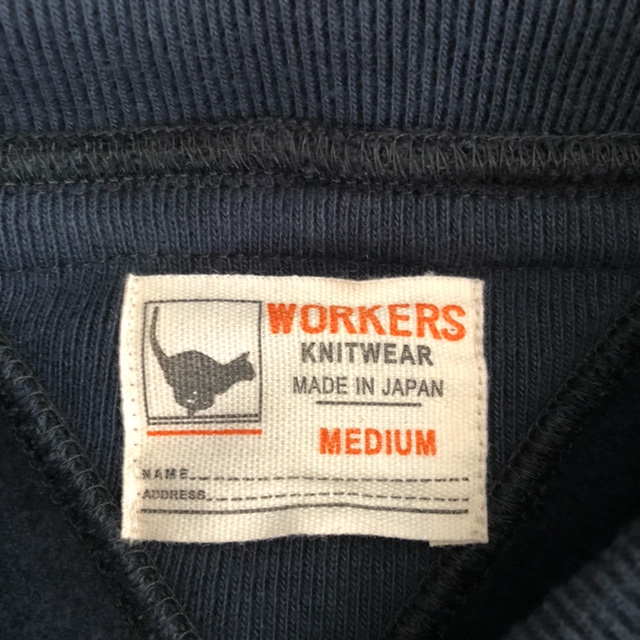 WORKERS
KNITWEAR
MADE IN JAPAN
MEDIUM
NAME
ADDRESS